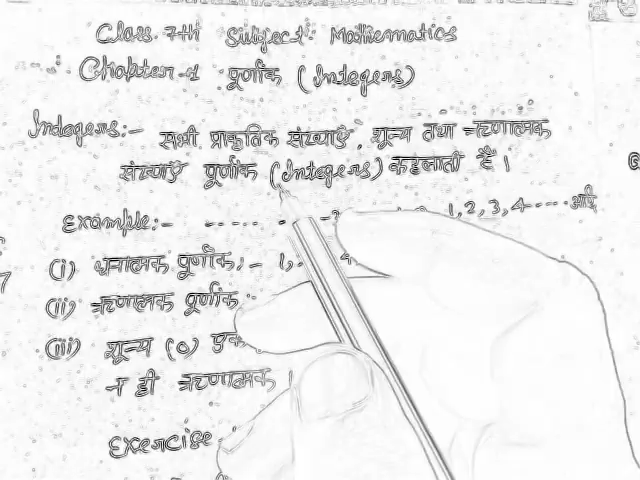 Class 7th Subject: Mathematics
Chapter-1 पूर्णांक (Integers)
Integers:- सभी प्राकृतिक संख्याएँ, शून्य तथा ऋणात्मक
संख्याएँ पूर्णांक (Integers) कहलाती हैं।
Example:- ...... 1, 2, 3, 4..... आदि
(i) धनात्मक पूर्णांक:- 1,
(ii) ऋणात्मक पूर्णांक
(iii) शून्य (0)
न ही ऋणात्मक
Exercise